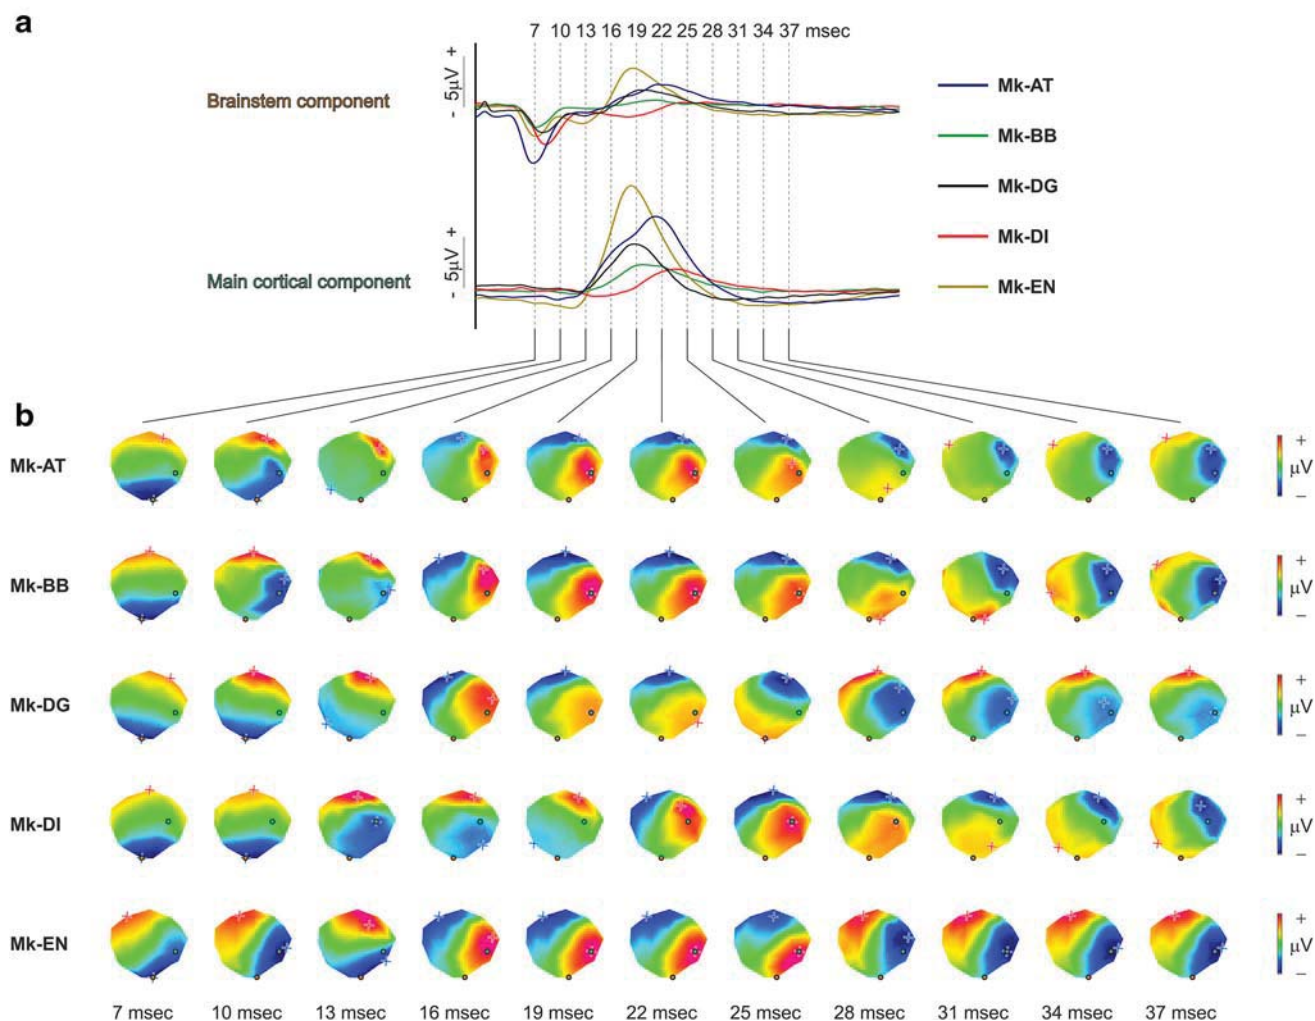 a
7 10 13 16 19 22 25 28 31 34 37 msec
- 5µV +
Brainstem component
- 5µV +
Main cortical component
Mk-AT
Mk-BB
Mk-DG
Mk-DI
Mk-EN
b
Mk-AT
+
µV
–
Mk-BB
+
µV
–
Mk-DG
+
µV
–
Mk-DI
+
µV
–
Mk-EN
+
µV
–
7 msec 10 msec 13 msec 16 msec 19 msec 22 msec 25 msec 28 msec 31 msec 34 msec 37 msec